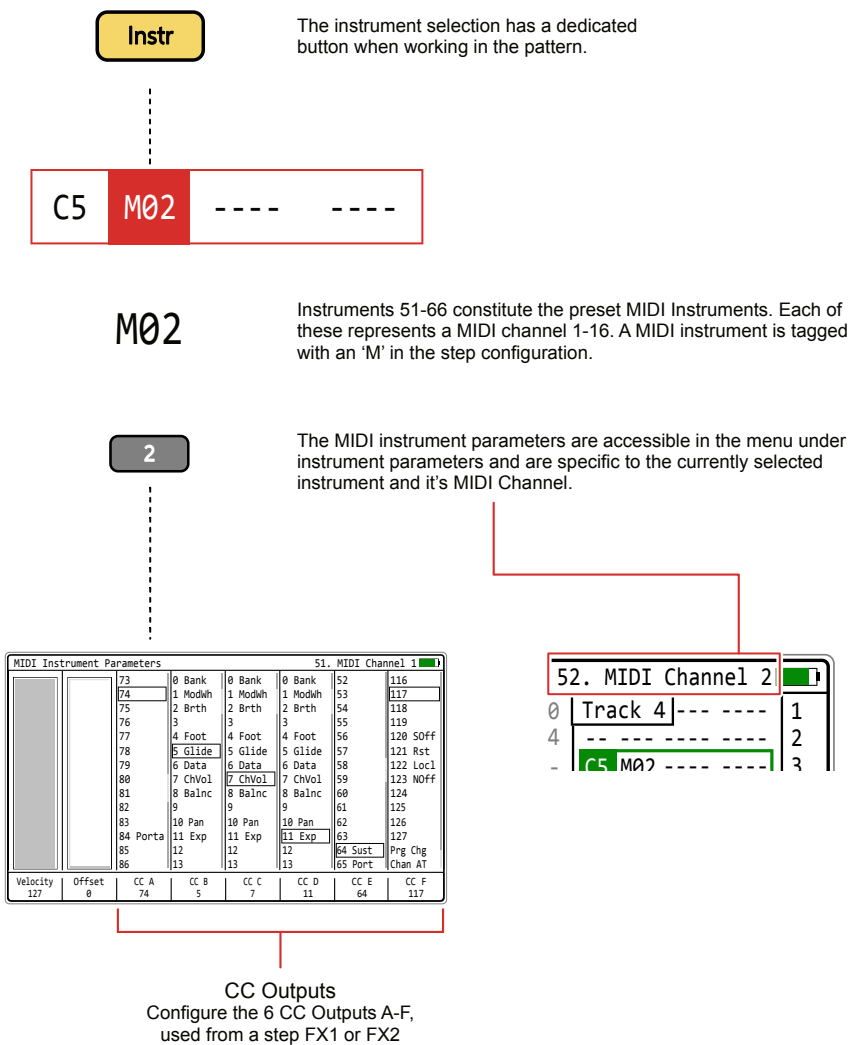 Instr
The instrument selection has a dedicated
button when working in the pattern.
C5 M02 ---- ----
M02
Instruments 51-66 constitute the preset MIDI Instruments. Each of
these represents a MIDI channel 1-16. A MIDI instrument is tagged
with an ‘M’ in the step configuration.
2
The MIDI instrument parameters are accessible in the menu under
instrument parameters and are specific to the currently selected
instrument and it’s MIDI Channel.
MIDI Instrument Parameters 51. MIDI Channel 1
73 0 Bank 0 Bank 0 Bank 52 116
74 1 ModWh 1 ModWh 1 ModWh 53 117
75 2 Brth 2 Brth 2 Brth 54 118
76 3 3 3 55 119
77 4 Foot 4 Foot 4 Foot 56 120 SOff
78 5 Glide 5 Glide 5 Glide 57 121 Rst
79 6 Data 6 Data 6 Data 58 122 Locl
80 7 ChVol 7 ChVol 7 ChVol 59 123 NOff
81 8 Balnc 8 Balnc 8 Balnc 60 124
82 9 9 9 61 125
83 10 Pan 10 Pan 10 Pan 62 126
84 Porta 11 Exp 11 Exp 11 Exp 63 127
85 12 12 12 64 Sust Prg Chg
86 13 13 13 65 Port Chan AT
Velocity Offset CC A CC B CC C CC D CC E CC F
127 0 74 5 7 11 64 117
52. MIDI Channel 2
0 Track 4 --- ---- 1
4 -- --- ---- ---- 2
- C5 M02 ---- ---- 3
CC Outputs
Configure the 6 CC Outputs A-F,
used from a step FX1 or FX2